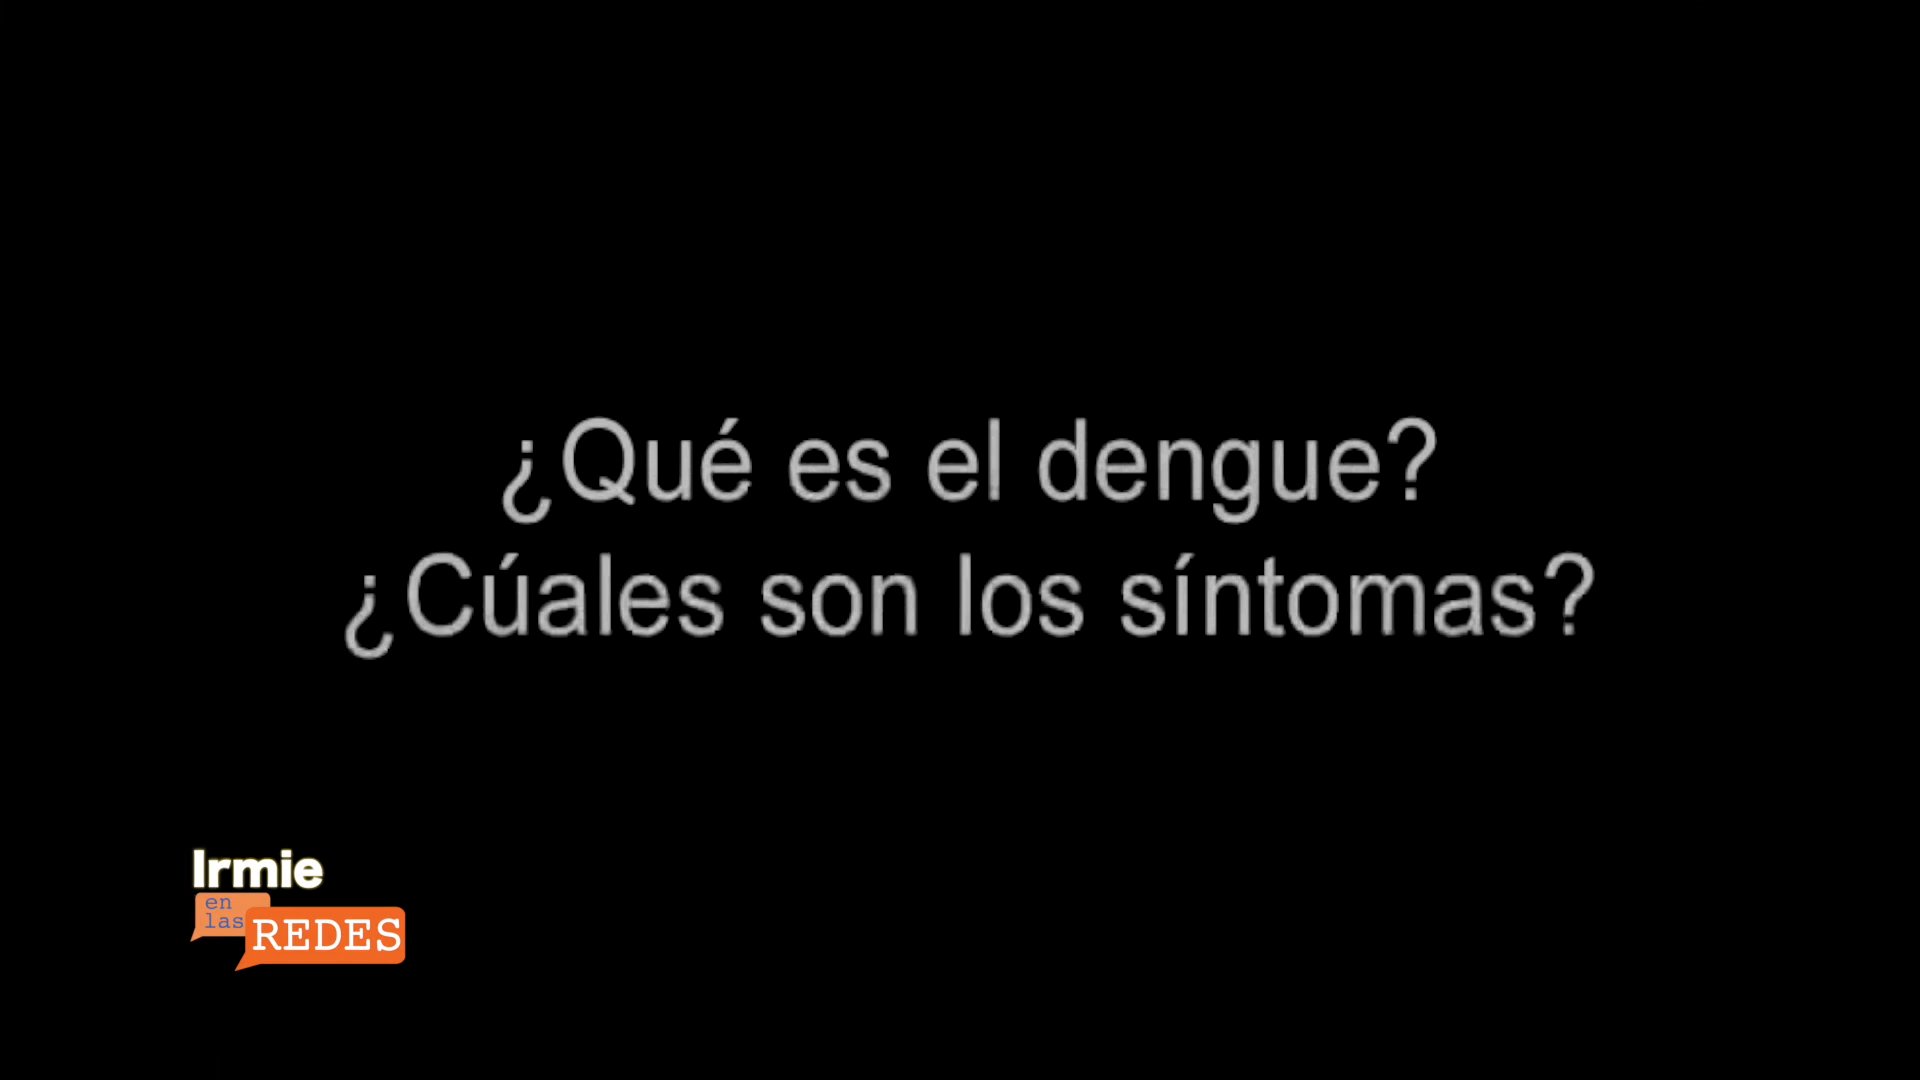 ¿Qué es el dengue?
¿Cúales son los síntomas?
Irmie
en
las
REDES